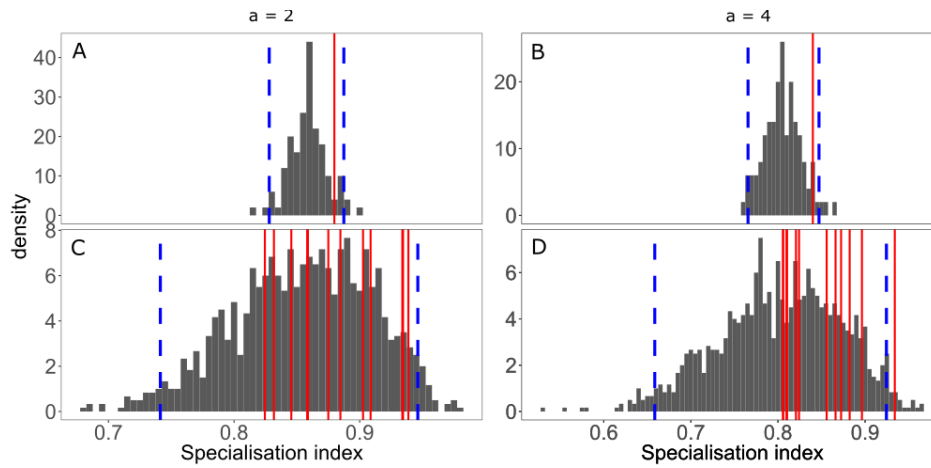 a = 2
a = 4
A
B
40
30
20
10
0
20
10
0
density
C
D
8
6
4
2
0
6
4
2
0
0.7 0.8 0.9
0.6 0.7 0.8 0.9
Specialisation index
Specialisation index